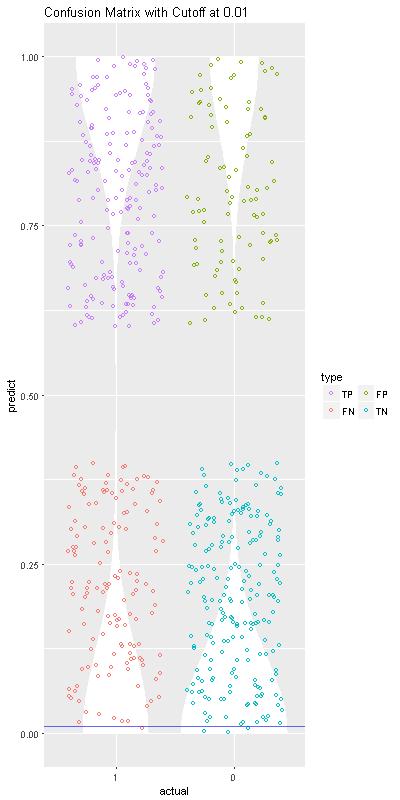 Confusion Matrix with Cutoff at 0.01
1.00
0.75
0.50
0.25
0.00
predict
1
0
actual
type
TP FP
FN TN